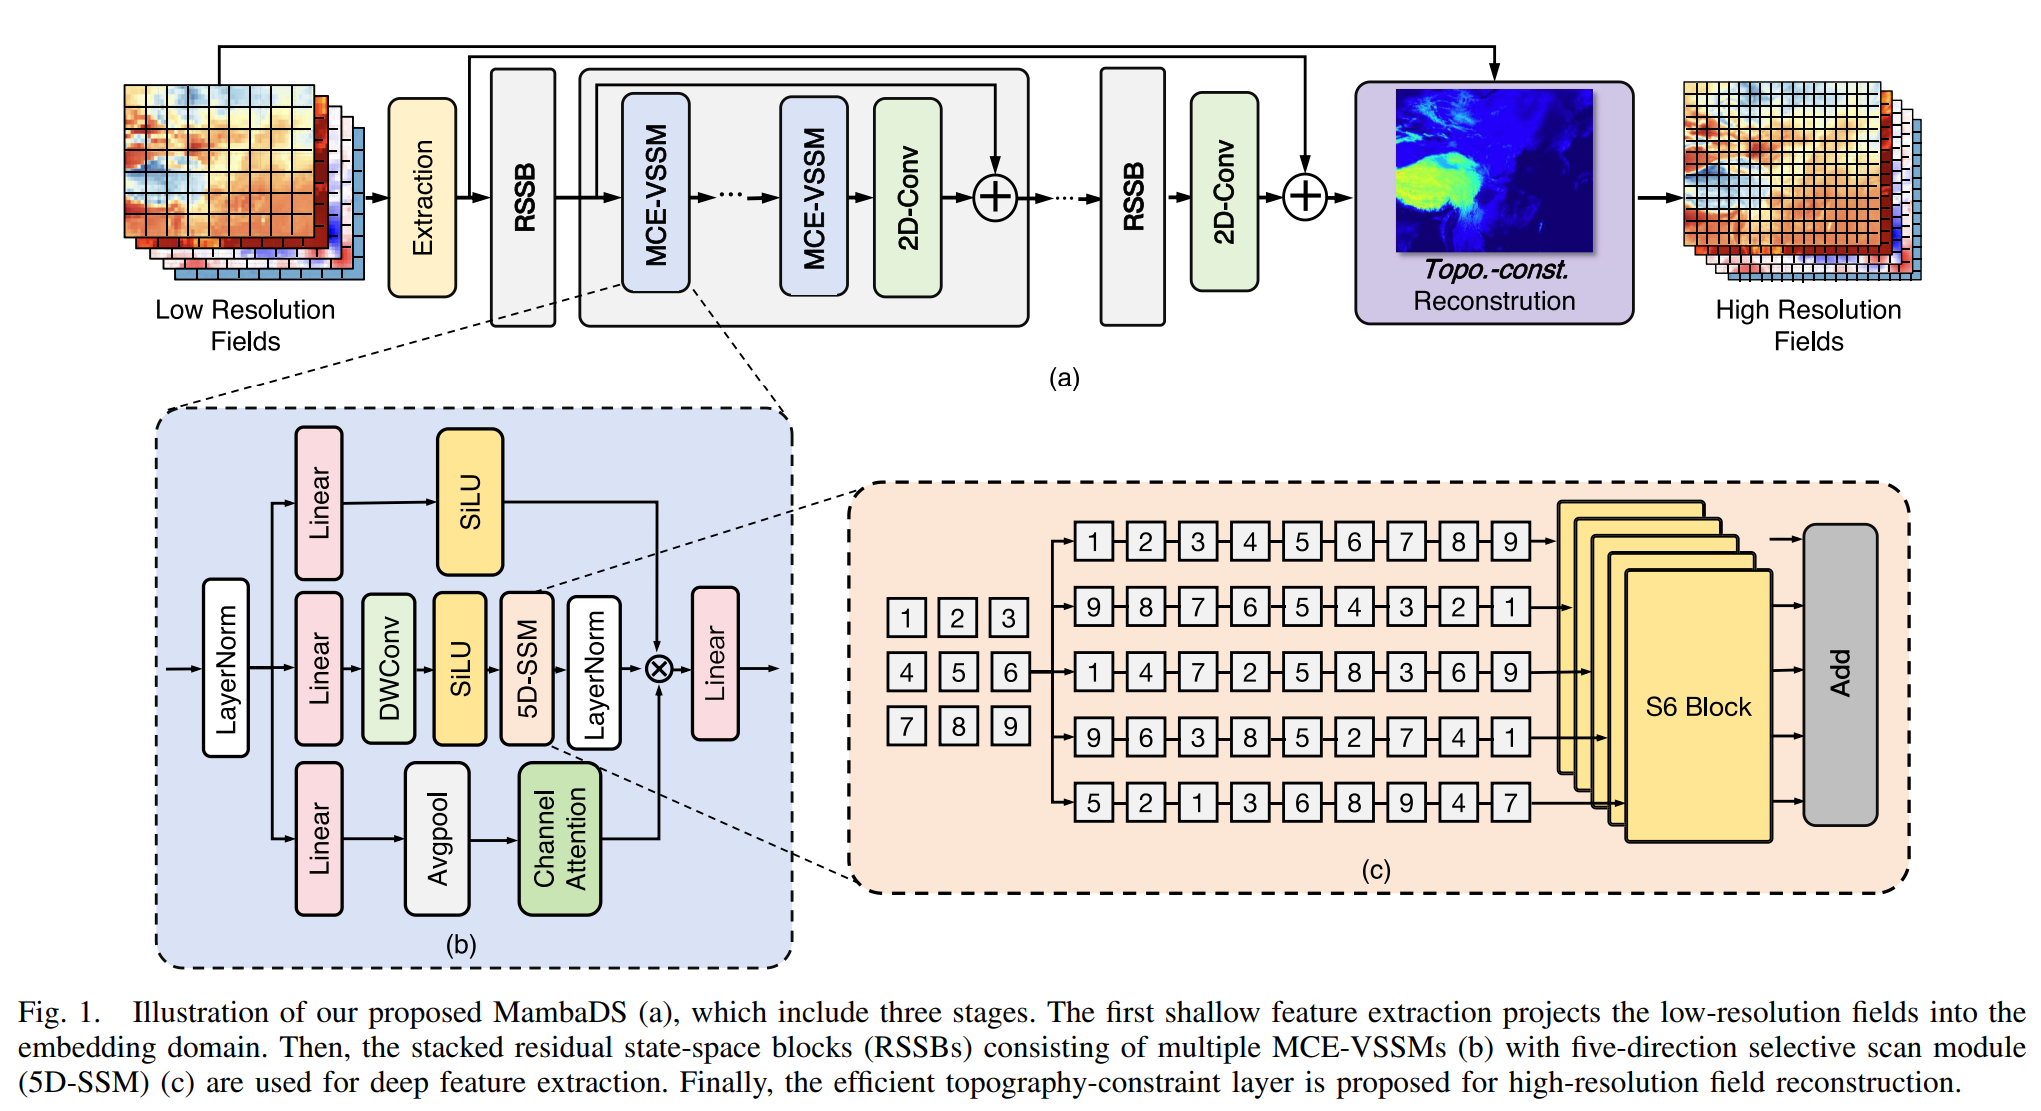 Low Resolution
Fields
Extraction
RSSB
MCE-VSSM
...
MCE-VSSM
2D-Conv
+
...
RSSB
2D-Conv
+
Topo.-const.
Reconstrution
High Resolution
Fields
(a)
LayerNorm
Linear
SiLU
Linear
DWConv
SiLU
5D-SSM
LayerNorm
Linear
Avgpool
Channel
Attention
×
Linear
(b)
1 2 3
4 5 6
7 8 9
1 2 3 4 5 6 7 8 9
9 8 7 6 5 4 3 2 1
1 4 7 2 5 8 3 6 9
9 6 3 8 5 2 7 4 1
5 2 1 3 6 8 9 4 7
S6 Block
Add
(c)
Fig. 1. Illustration of our proposed MambaDS (a), which include three stages. The first shallow feature extraction projects the low-resolution fields into the
embedding domain. Then, the stacked residual state-space blocks (RSSBs) consisting of multiple MCE-VSSMs (b) with five-direction selective scan module
(5D-SSM) (c) are used for deep feature extraction. Finally, the efficient topography-constraint layer is proposed for high-resolution field reconstruction.